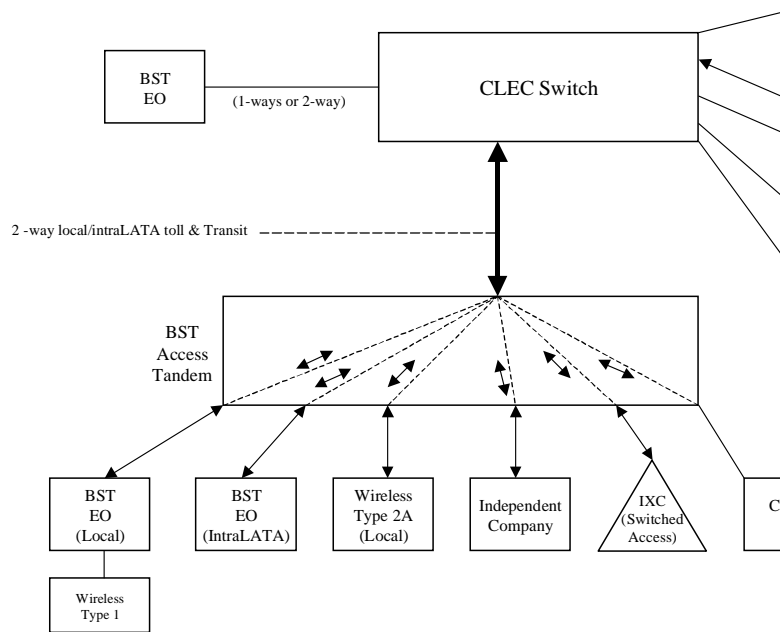 BST
EO
(1-ways or 2-way)
CLEC Switch
2 -way local/intraLATA toll & Transit
BST
Access
Tandem
BST
EO
(Local)
BST
EO
(IntraLATA)
Wireless
Type 2A
(Local)
Independent
Company
IXC
(Switched
Access)
C
Wireless
Type 1